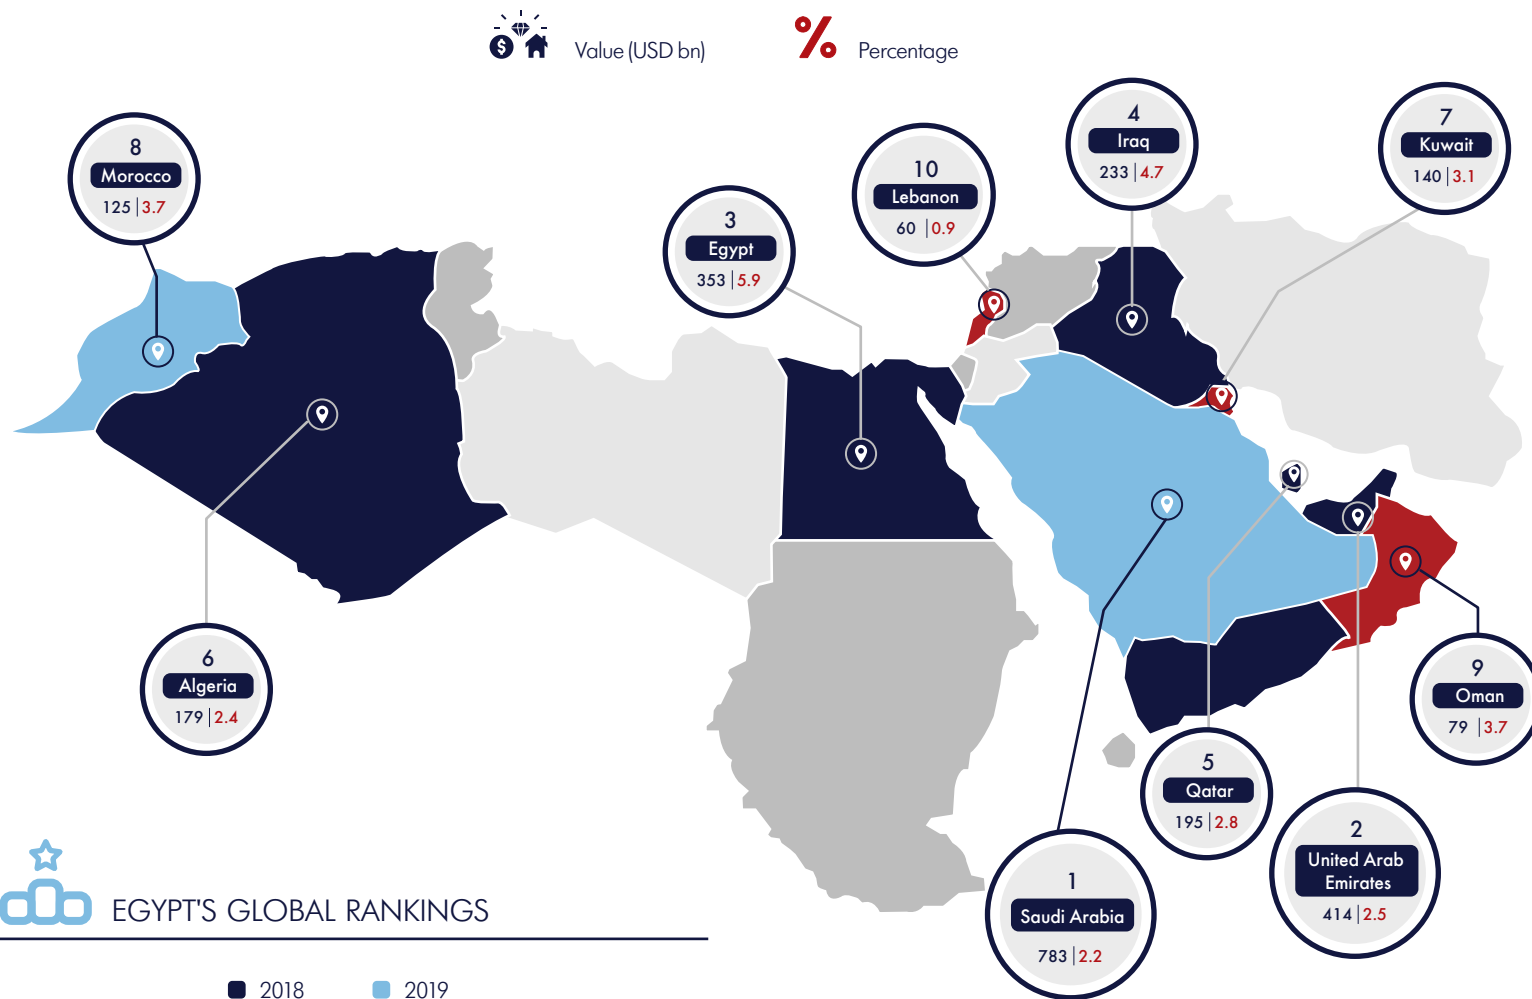 Value (USD bn)
% Percentage
8
Morocco
125 | 3.7
3
Egypt
353 | 5.9
10
Lebanon
60 | 0.9
4
Iraq
233 | 4.7
7
Kuwait
140 | 3.1
6
Algeria
179 | 2.4
9
Oman
79 | 3.7
5
Qatar
195 | 2.8
2
United Arab
Emirates
414 | 2.5
1
Saudi Arabia
783 | 2.2
EGYPT'S GLOBAL RANKINGS
2018 2019